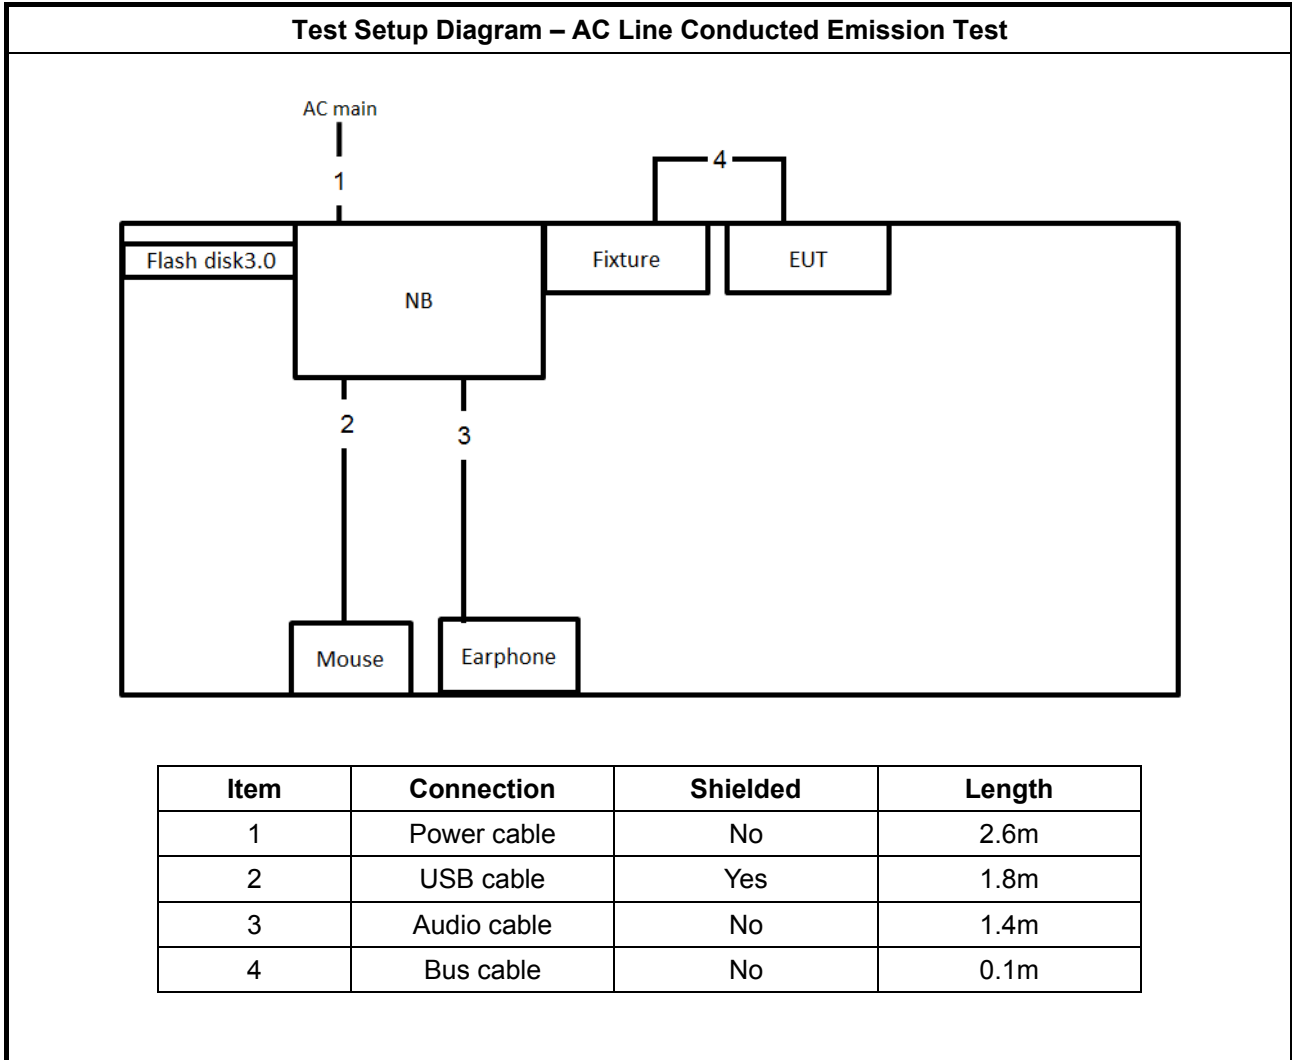 Test Setup Diagram – AC Line Conducted Emission Test
AC main
1
4
Flash disk3.0
NB
Fixture
EUT
2
3
Mouse
Earphone
Item Connection Shielded Length
1 Power cable No 2.6m
2 USB cable Yes 1.8m
3 Audio cable No 1.4m
4 Bus cable No 0.1m